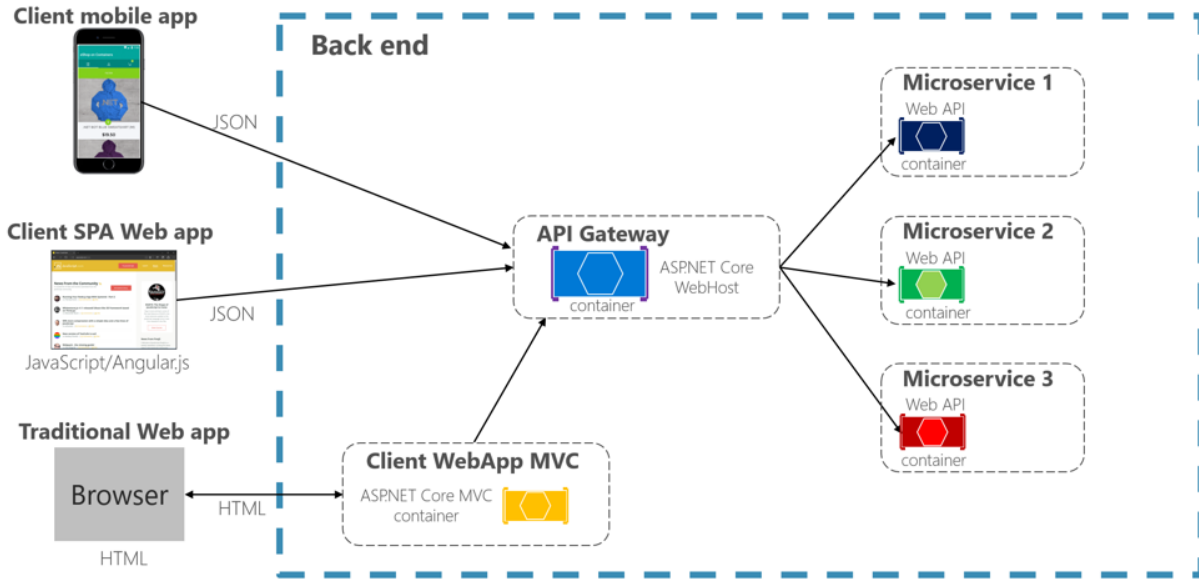 Client mobile app
$19.50
JSON
Client SPA Web app
JSON
JavaScript/Angular.js
Traditional Web app
Browser
HTML
HTML
Back end
Client WebApp MVC
ASP.NET Core MVC
container
API Gateway
ASP.NET Core
WebHost
container
Microservice 1
Web API
container
Microservice 2
Web API
container
Microservice 3
Web API
container